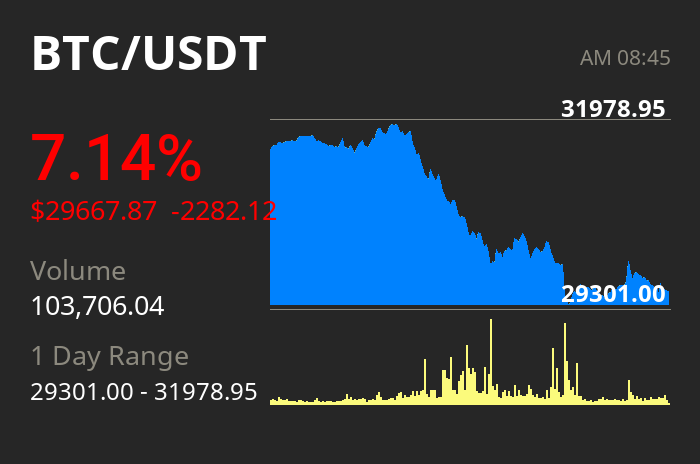 BTC/USDT
AM 08:45
31978.95
7.14%
$29667.87 -2282.12
Volume
103,706.04
29301.00
1 Day Range
29301.00 - 31978.95